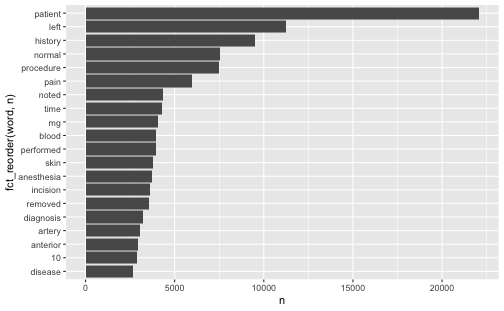 patient
left
history
normal
procedure
pain
noted
time
mg
blood
performed
skin
anesthesia
incision
removed
diagnosis
artery
anterior
10
disease
fct_reorder(word, n)
0 5000 10000 15000 20000
n